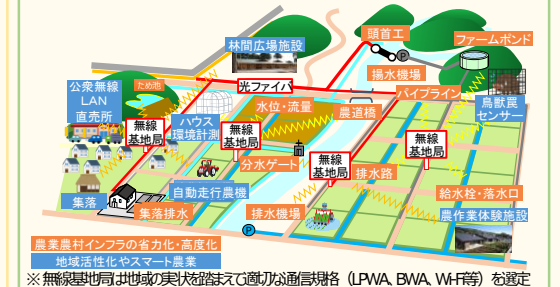 頭首工
林間広場施設
P
ファームポンド
揚水機場
公衆無線
LAN
直売所
ため池
光ファイバ
パイプライン
鳥獣罠
センサー
ハウス
環境計測
水位・流量
農道橋
無線
基地局
無線
基地局
分水ゲート
無線
基地局
排水路
自動走行農機
給水栓・落水口
集落
集落排水
排水機場
農作業体験施設
P
農業農村インフラの省力化・高度化
地域活性化やスマート農業
※無線基地局は地域の実状を踏まえて適切な通信規格（LPWA、BWA、Wi-Fi等）を選定